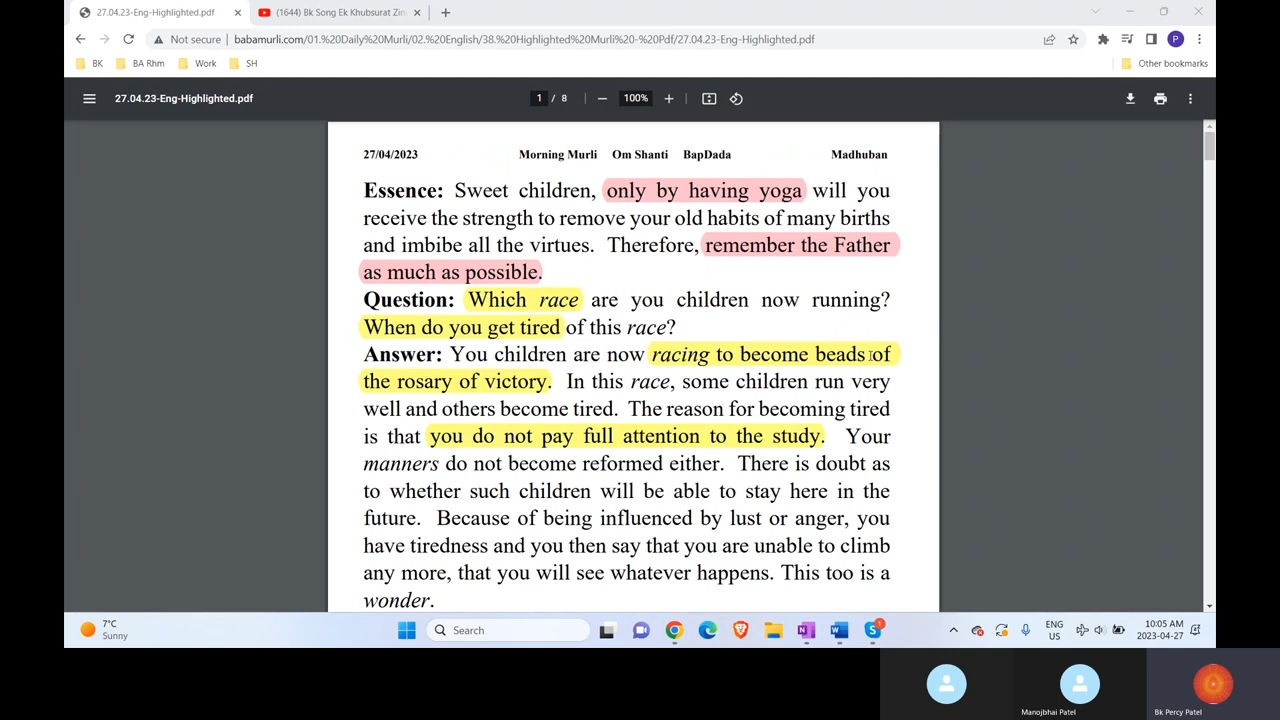 27.04.23-Eng-Highlighted.pdf
(1644) Bk Song Ek Khubsurat Zin
Not secure
babamurli.com/01.%20Daily%20Murli/02.%20English/38.%20Highlighted%20Murli%20-%20Pdf/27.04.23-Eng-Highlighted.pdf
P
BK BA Rhm Work SH Other bookmarks
27.04.23-Eng-Highlighted.pdf 1 / 8 100%
27/04/2023 Morning Murli Om Shanti BapDada Madhuban
Essence: Sweet children, only by having yoga will you
receive the strength to remove your old habits of many births
and imbibe all the virtues. Therefore, remember the Father
as much as possible.
Question: Which race are you children now running?
When do you get tired of this race?
Answer: You children are now racing to become beads of
the rosary of victory. In this race, some children run very
well and others become tired. The reason for becoming tired
is that you do not pay full attention to the study. Your
manners do not become reformed either. There is doubt as
to whether such children will be able to stay here in the
future. Because of being influenced by lust or anger, you
have tiredness and you then say that you are unable to climb
any more, that you will see whatever happens. This too is a
wonder.
7°C
Sunny
Search
1
ENG
US
10:05 AM
2023-04-27
Manojbhai Patel
Bk Percy Patel